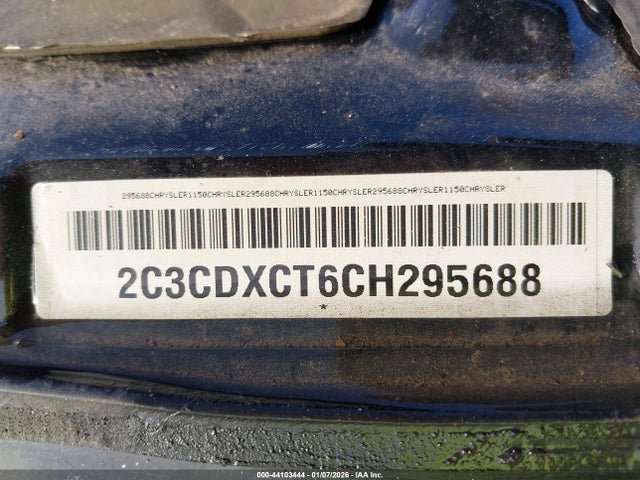 295688CHRYSLER1150CHRYSLER295688CHRYSLER1150CHRYSLER295688CHRYSLER1150CHRYSLER
2C3CDXCT6CH295688
*
000-44103444 - 01/07/2026 - © IAA Inc.